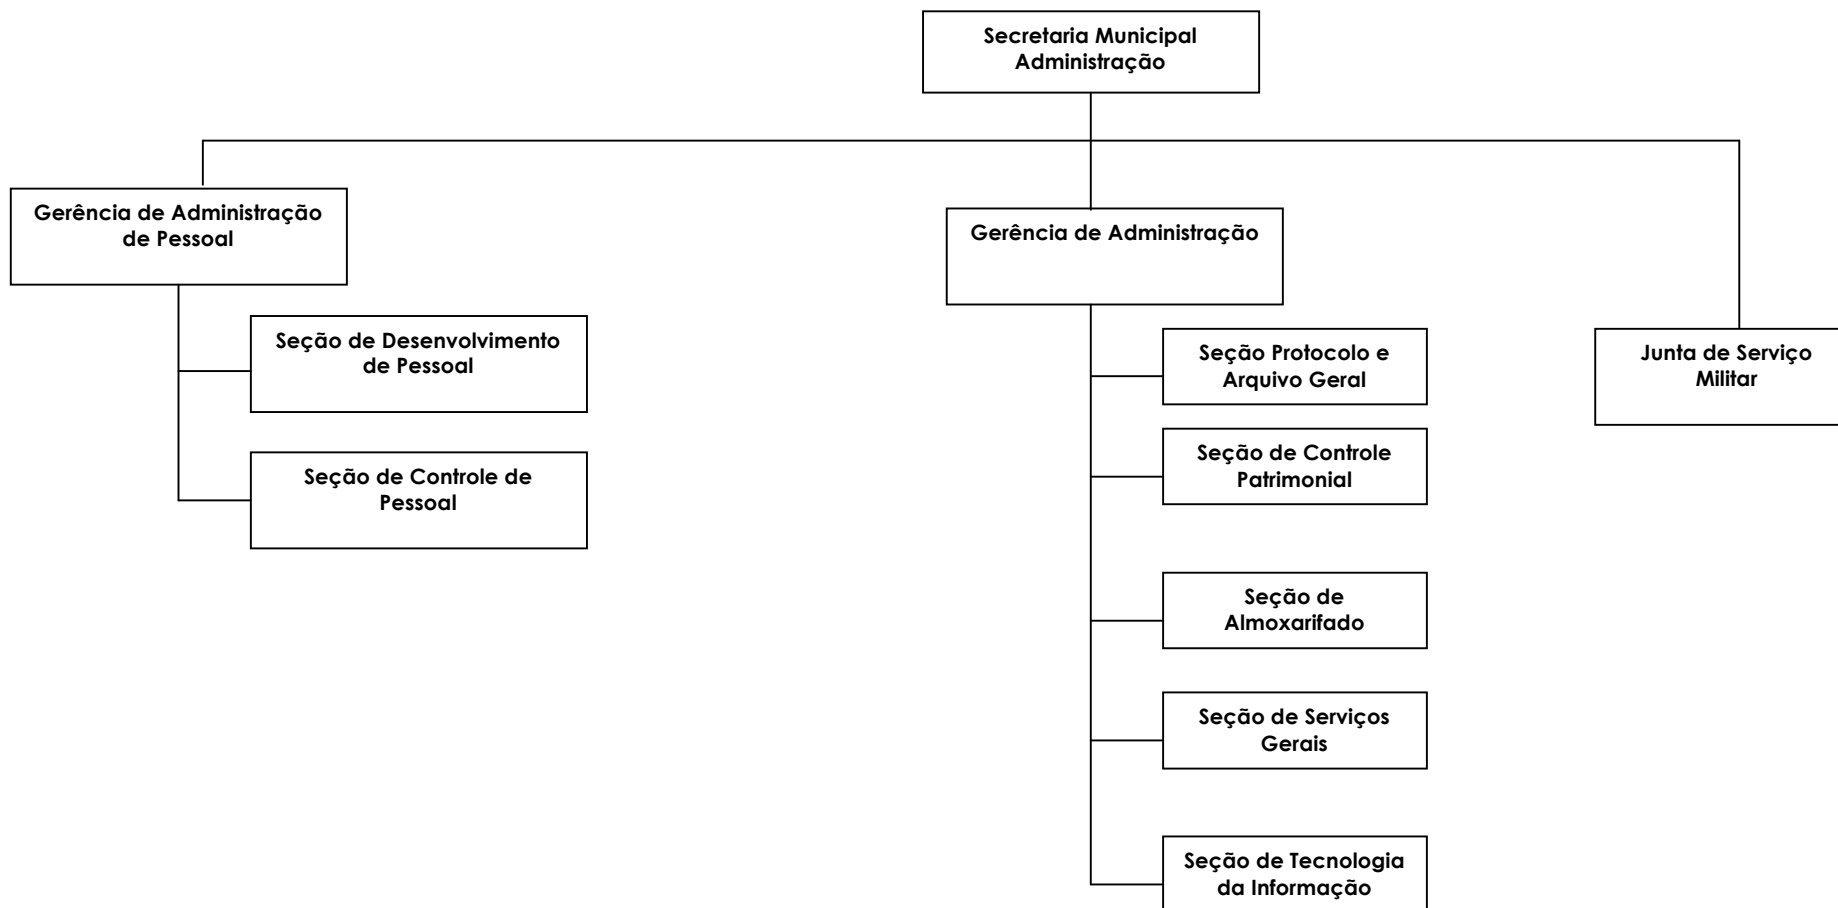 Secretaria Municipal
Administração
Gerência de Administração
de Pessoal
Seção de Desenvolvimento
de Pessoal
Seção de Controle de
Pessoal
Gerência de Administração
Seção Protocolo e
Arquivo Geral
Seção de Controle
Patrimonial
Seção de
Almoxarifado
Seção de Serviços
Gerais
Seção de Tecnologia
da Informação
Junta de Serviço
Militar